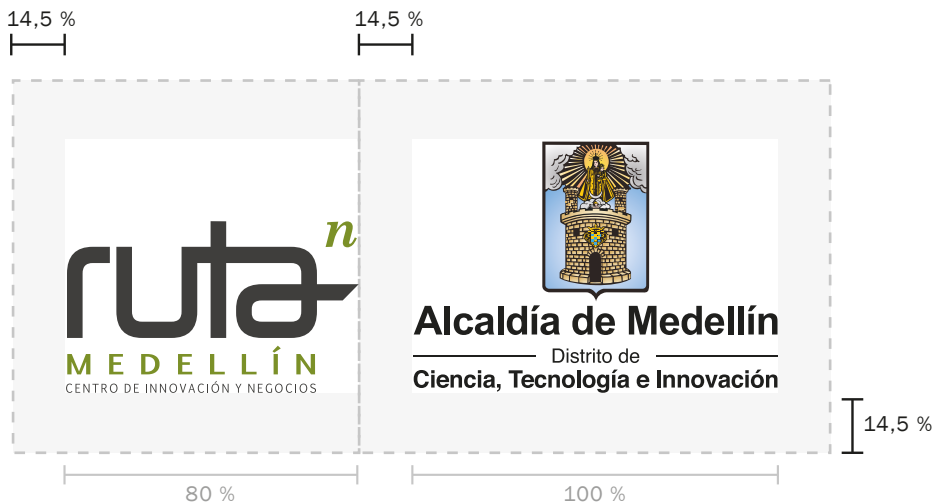 14,5 %
14,5 %
ruta n
MEDELLÍN
CENTRO DE INNOVACIÓN Y NEGOCIOS
Alcaldía de Medellín
Distrito de
Ciencia, Tecnología e Innovación
14,5 %
80 %
100 %